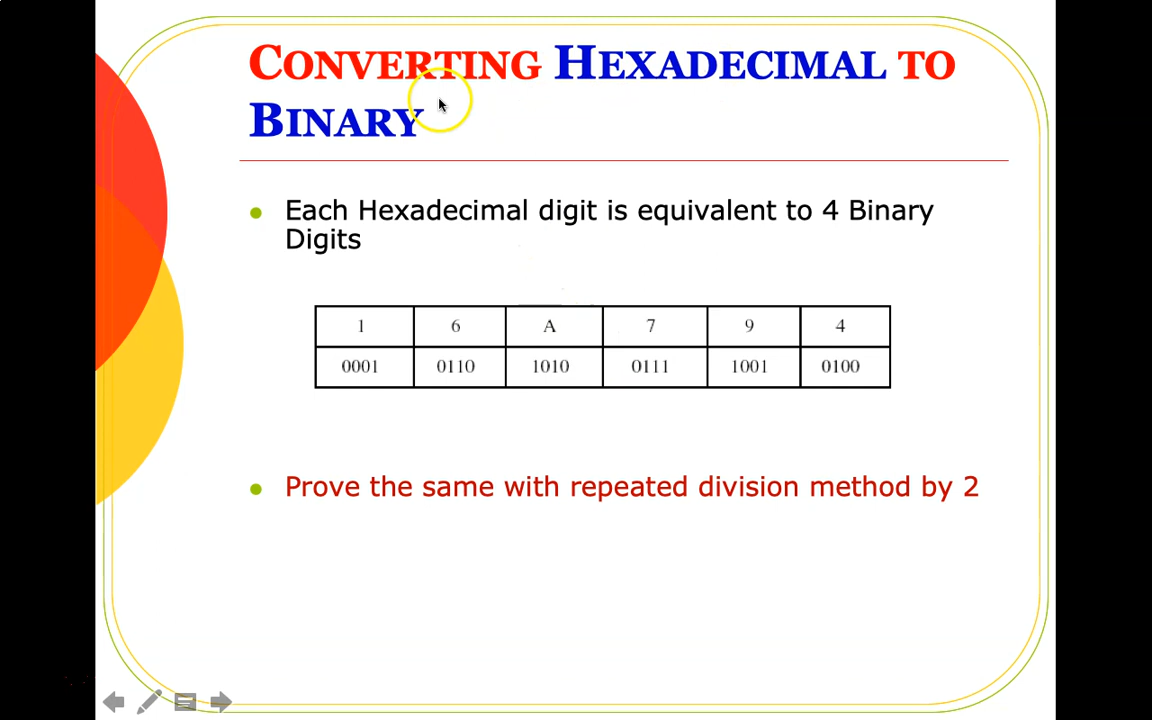 CONVERTING HEXADECIMAL TO
BINARY
Each Hexadecimal digit is equivalent to 4 Binary
Digits
1 6 A 7 9 4
0001 0110 1010 0111 1001 0100
Prove the same with repeated division method by 2